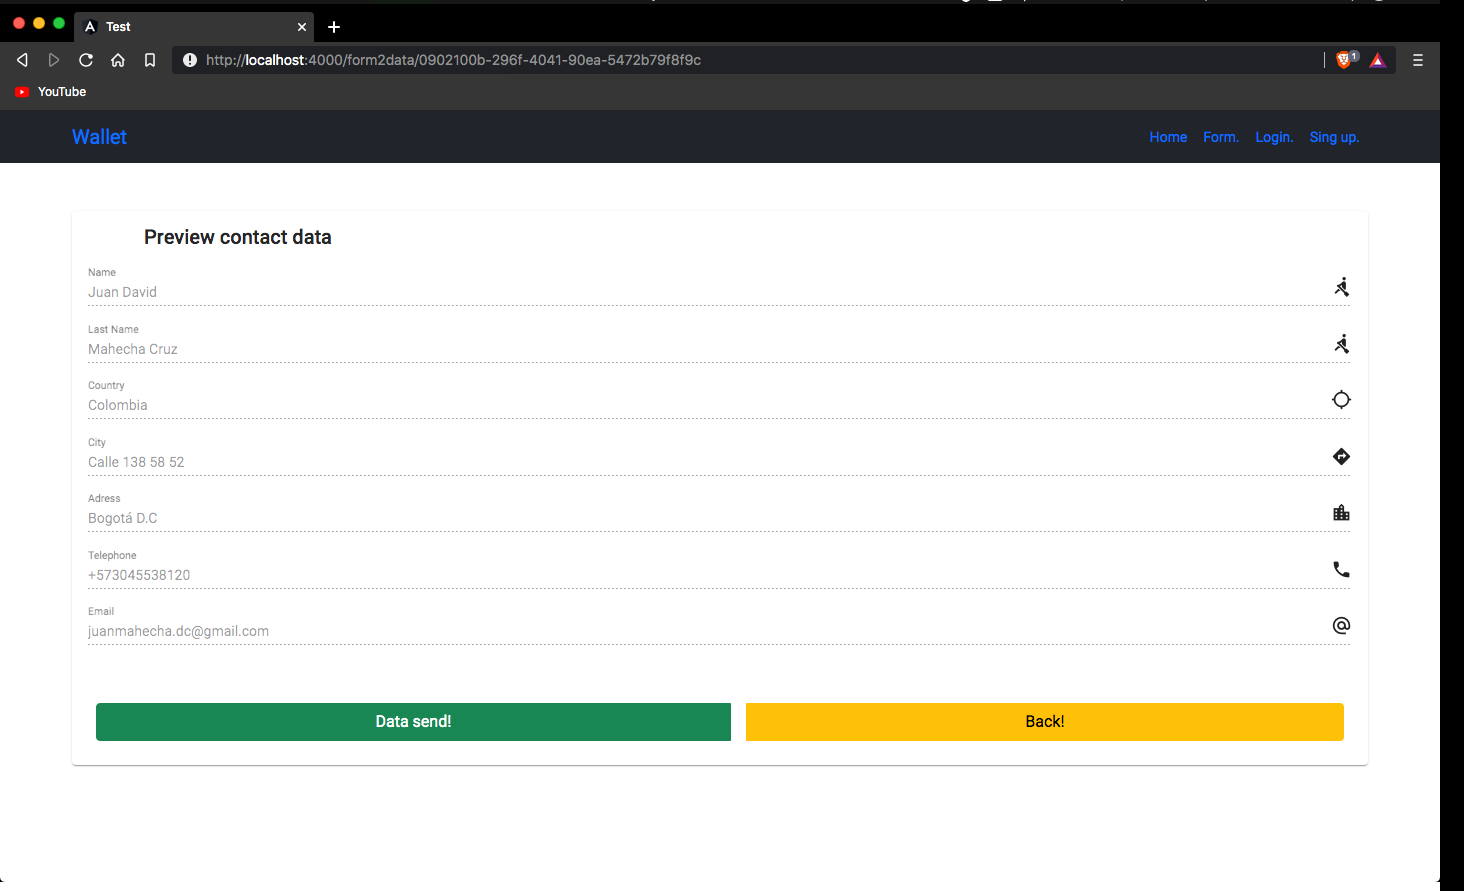 Test
http://localhost:4000/form2data/0902100b-296f-4041-90ea-5472b79f8f9c
1
YouTube
Wallet
Home Form. Login. Sing up.
Preview contact data
Name
Juan David
Last Name
Mahecha Cruz
Country
Colombia
City
Calle 138 58 52
Adress
Bogotá D.C
Telephone
+573045538120
Email
juanmahecha.dc@gmail.com
Data send! Back!